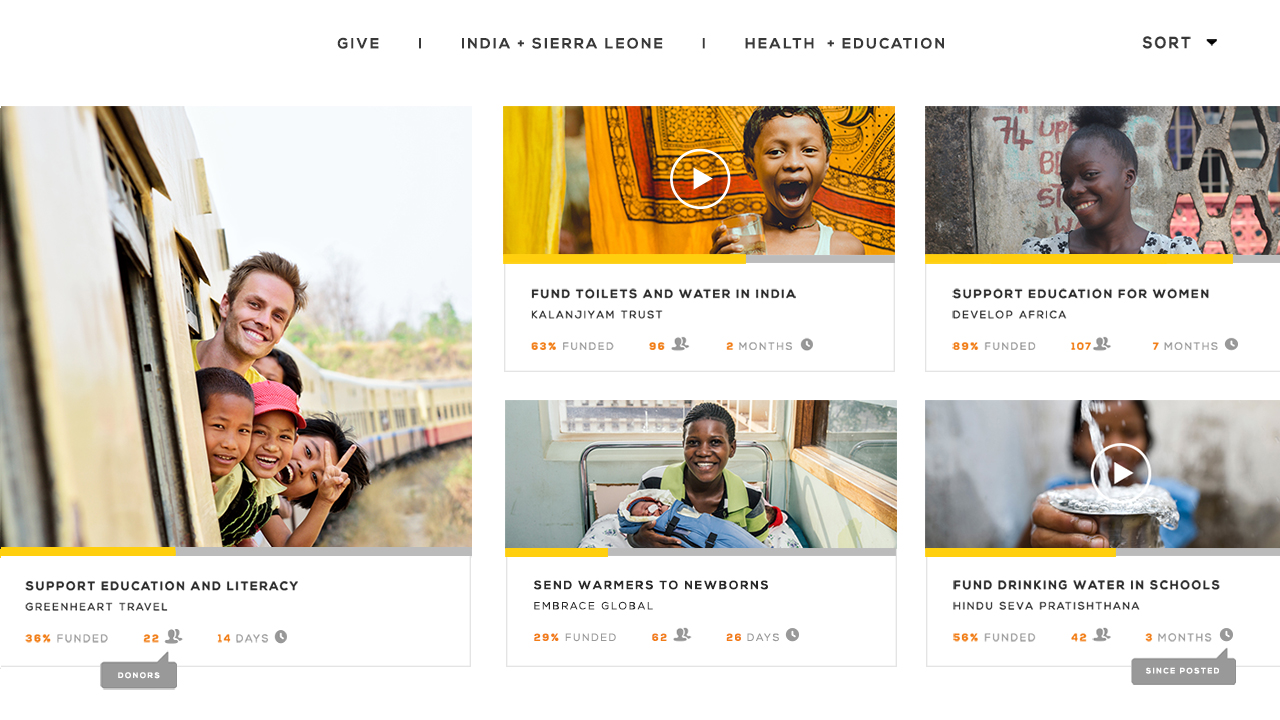 GIVE | INDIA + SIERRA LEONE | HEALTH + EDUCATION SORT
SUPPORT EDUCATION AND LITERACY
GREENHEART TRAVEL
36% FUNDED 22 14 DAYS
DONORS
FUND TOILETS AND WATER IN INDIA
KALANJIYAM TRUST
63% FUNDED 96 2 MONTHS
SEND WARMERS TO NEWBORNS
EMBRACE GLOBAL
29% FUNDED 62 26 DAYS
74
SUPPORT EDUCATION FOR WOMEN
DEVELOP AFRICA
89% FUNDED 107 7 MONTHS
FUND DRINKING WATER IN SCHOOLS
HINDU SEVA PRATISHTHANA
56% FUNDED 42 3 MONTHS
SINCE POSTED